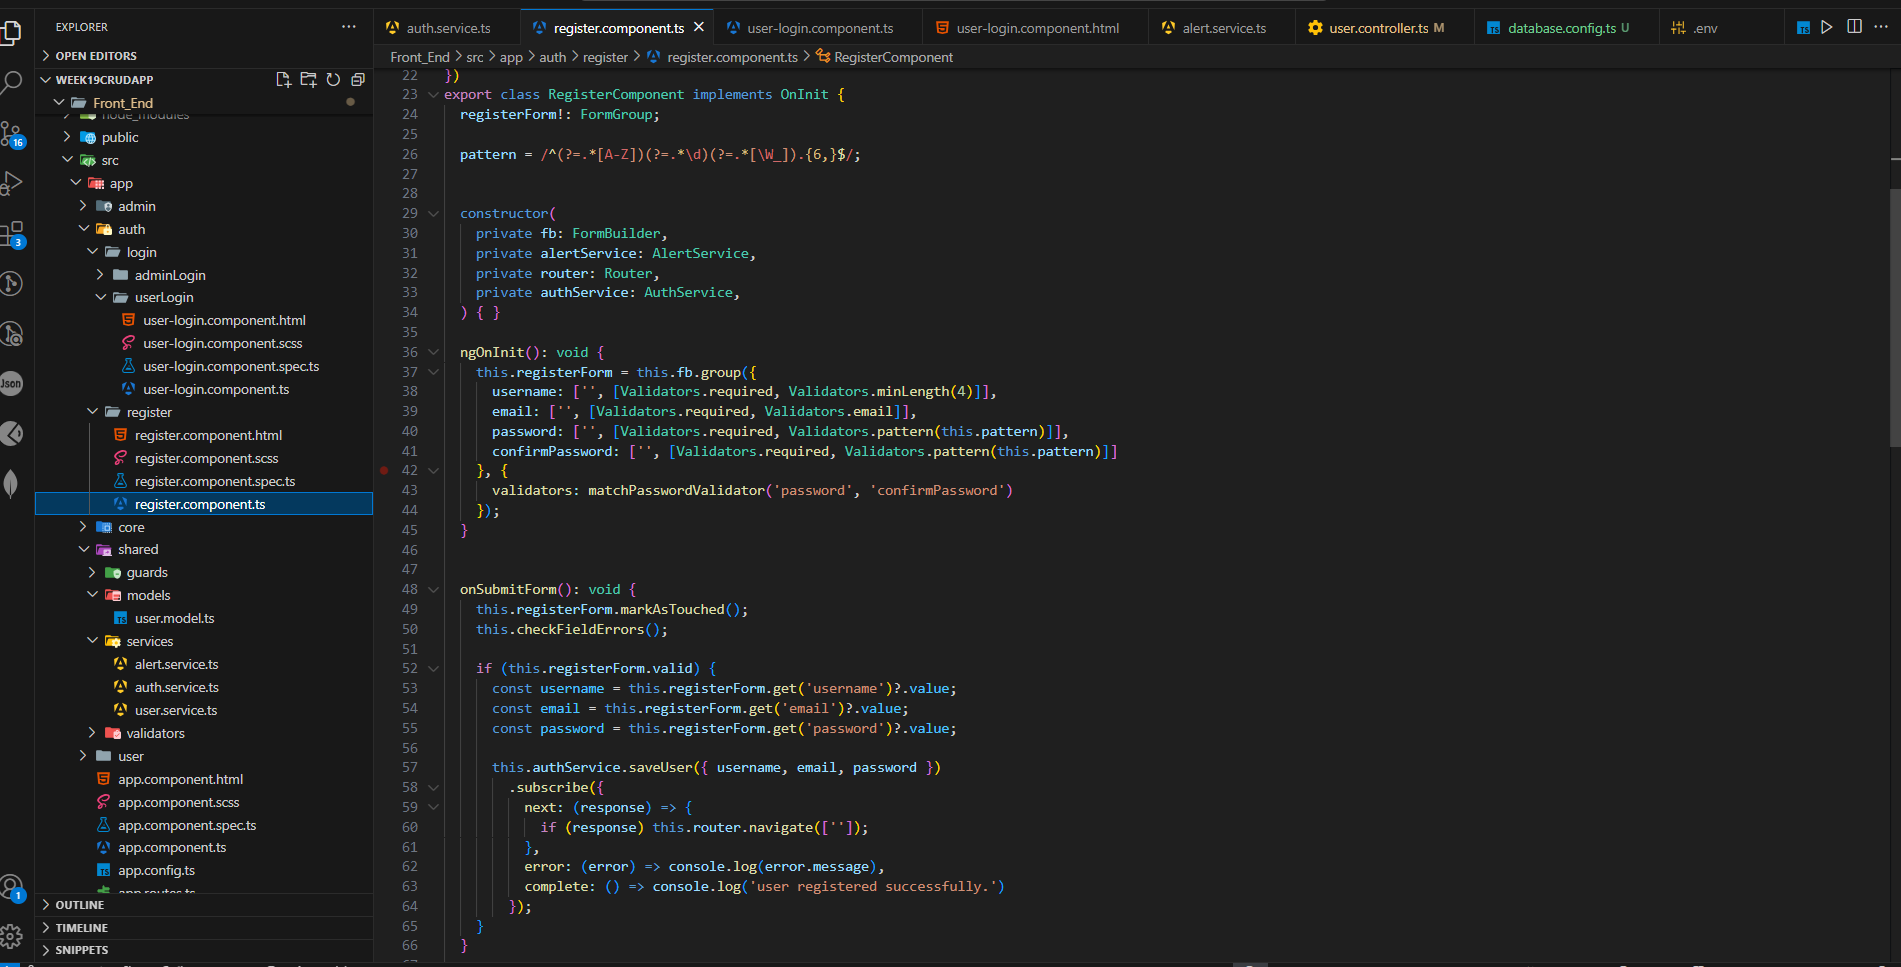 EXPLORER
OPEN EDITORS
WEEK19CRUDAPP
Front_End
node_modules
public
src
app
admin
auth
login
adminLogin
userLogin
user-login.component.html
user-login.component.scss
user-login.component.spec.ts
user-login.component.ts
register
register.component.html
register.component.scss
register.component.spec.ts
register.component.ts
core
shared
guards
models
user.model.ts
services
alert.service.ts
auth.service.ts
user.service.ts
validators
user
app.component.html
app.component.scss
app.component.spec.ts
app.component.ts
app.config.ts
app.routes.ts
OUTLINE
TIMELINE
SNIPPETS
16
3
Json
1
auth.service.ts register.component.ts user-login.component.ts user-login.component.html alert.service.ts user.controller.ts M database.config.ts U .env
Front_End > src > app > auth > register > register.component.ts > RegisterComponent
22 })
23 export class RegisterComponent implements OnInit {
24 registerForm!: FormGroup;
25
26 pattern = /^(?=.*[A-Z])(?=.*\d)(?=.*[\W_]).{6,}$/;
27
28
29 constructor(
30 private fb: FormBuilder,
31 private alertService: AlertService,
32 private router: Router,
33 private authService: AuthService,
34 ) { }
35
36 ngOnInit(): void {
37 this.registerForm = this.fb.group({
38 username: ['', [Validators.required, Validators.minLength(4)]],
39 email: ['', [Validators.required, Validators.email]],
40 password: ['', [Validators.required, Validators.pattern(this.pattern)]],
41 confirmPassword: ['', [Validators.required, Validators.pattern(this.pattern)]]
42 }, {
43 validators: matchPasswordValidator('password', 'confirmPassword')
44 });
45 }
46
47
48 onSubmitForm(): void {
49 this.registerForm.markAsTouched();
50 this.checkFieldErrors();
51
52 if (this.registerForm.valid) {
53 const username = this.registerForm.get('username')?.value;
54 const email = this.registerForm.get('email')?.value;
55 const password = this.registerForm.get('password')?.value;
56
57 this.authService.saveUser({ username, email, password })
58 .subscribe({
59 next: (response) => {
60 if (response) this.router.navigate(['']);
61 },
62 error: (error) => console.log(error.message),
63 complete: () => console.log('user registered successfully.')
64 });
65 }
66 }